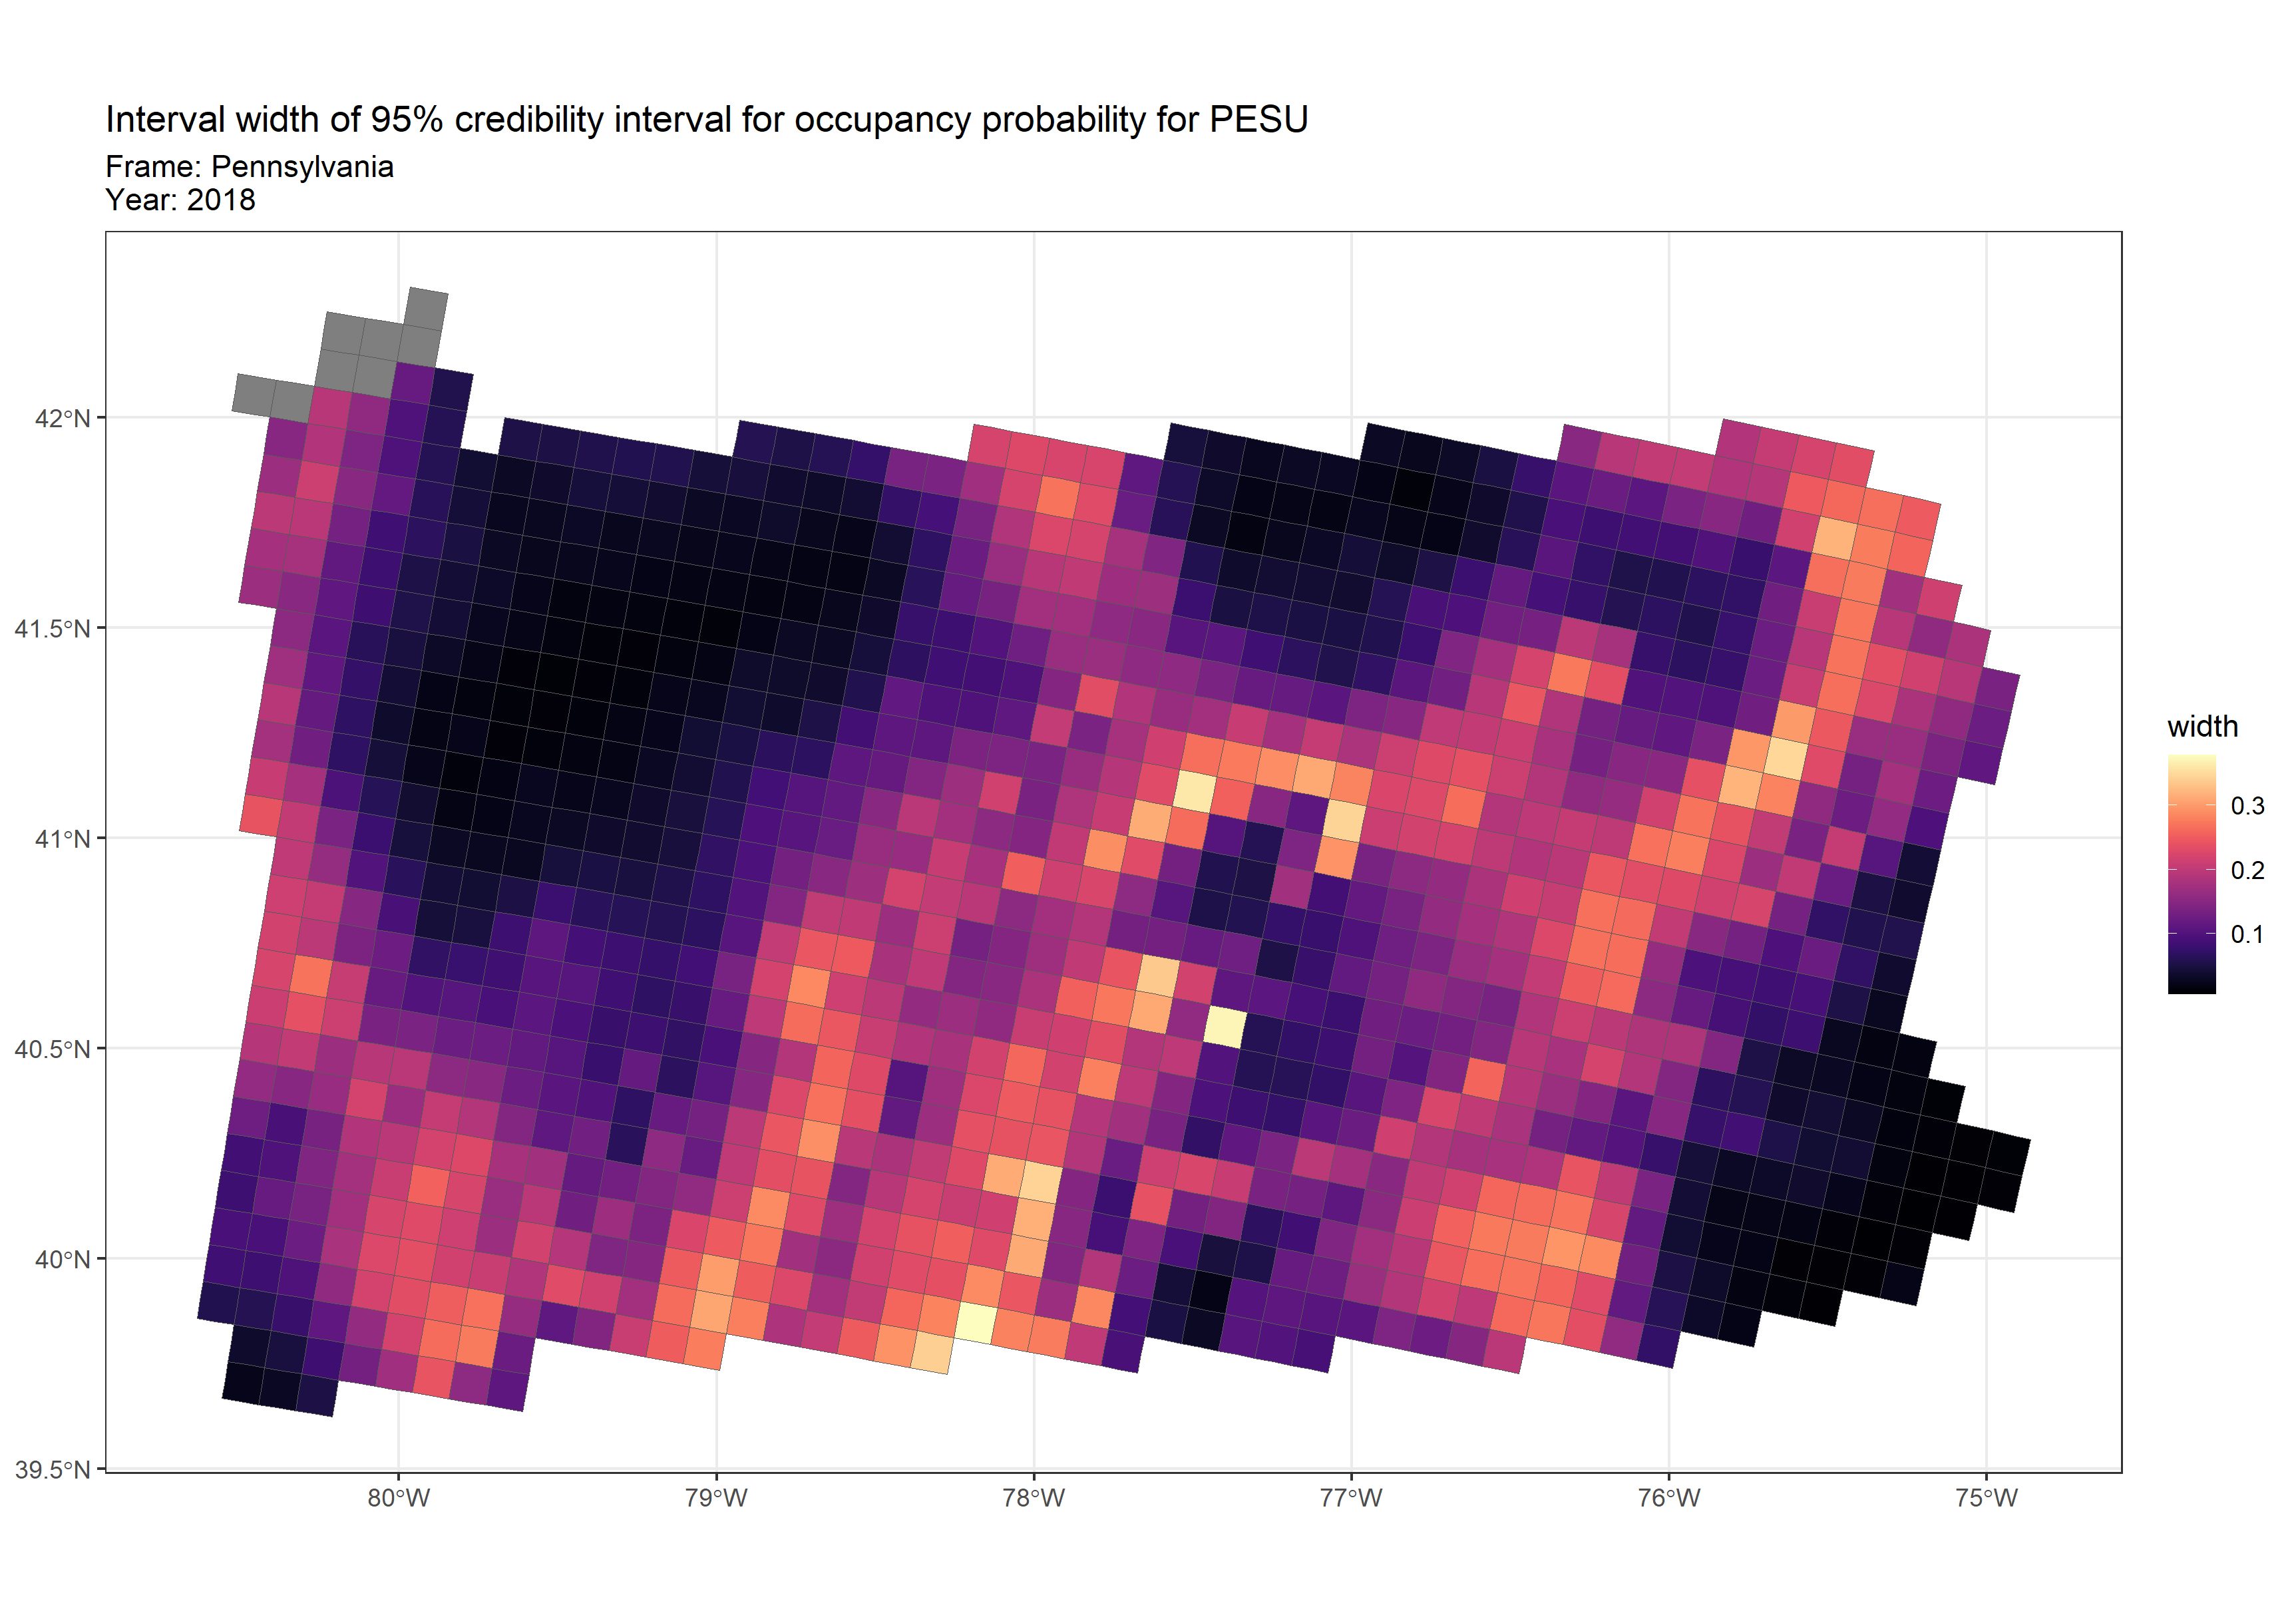 Interval width of 95% credibility interval for occupancy probability for PESU
Frame: Pennsylvania
Year: 2018
42°N
41.5°N
41°N
40.5°N
40°N
39.5°N
80°W
79°W
78°W
77°W
76°W
75°W
width
0.3
0.2
0.1